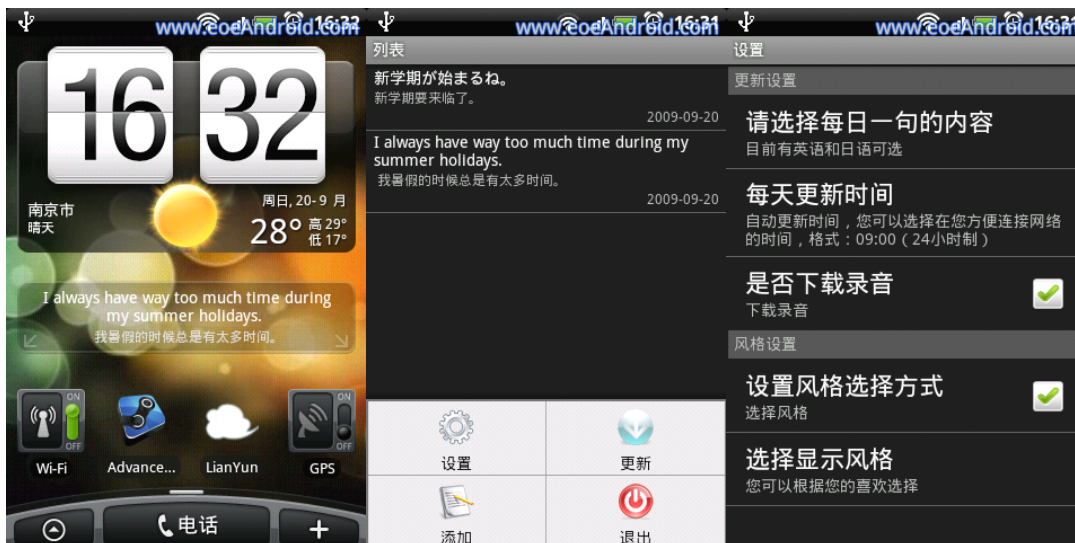 www.eoeAndroid.com
16:32
16 32
南京市
晴天
周日, 20- 9 月
28°
高 29°
低 17°
I always have way too much time during
my summer holidays.
我暑假的时候总是有太多时间。
ON
OFF
ON
OFF
Wi-Fi
Advance...
LianYun
GPS
电话
www.eoeAndroid.com
16:31
列表
新学期が始まるね。
新学期要来临了。
2009-09-20
I always have way too much time during my
summer holidays.
我暑假的时候总是有太多时间。
2009-09-20
设置
更新
添加
退出
www.eoeAndroid.com
16:31
设置
更新设置
请选择每日一句的内容
目前有英语和日语可选
每天更新时间
自动更新时间，您可以选择在您方便连接网络
的时间，格式：09:00（24小时制）
是否下载录音
下载录音
风格设置
设置风格选择方式
选择风格
选择显示风格
您可以根据您的喜欢选择